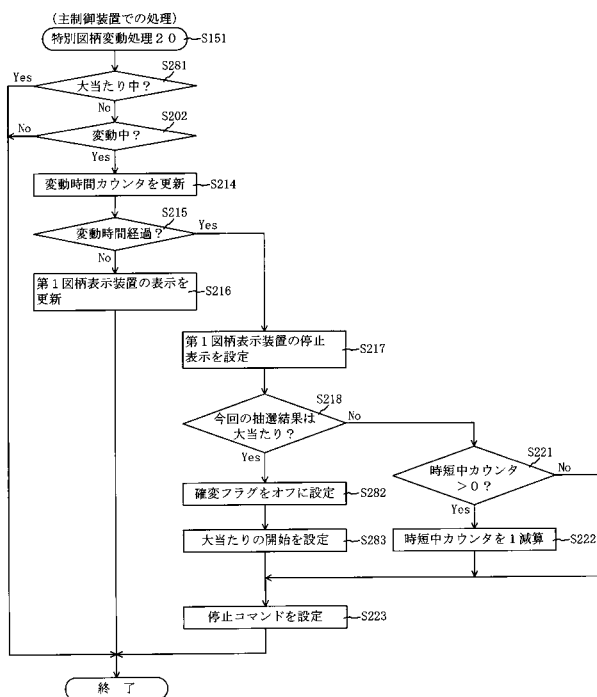 (主制御装置での処理)
特別図柄変動処理20
S151
S281
大当たり中?
Yes
No
S202
変動中?
No
Yes
変動時間カウンタを更新
S214
S215
変動時間経過?
Yes
No
第1図柄表示装置の表示を
更新
S216
第1図柄表示装置の停止
表示を設定
S217
S218
今回の抽選結果は
大当たり?
No
Yes
S221
時短中カウンタ
>0?
No
Yes
確変フラグをオフに設定
S282
大当たりの開始を設定
S283
時短中カウンタを1減算
S222
停止コマンドを設定
S223
終 了